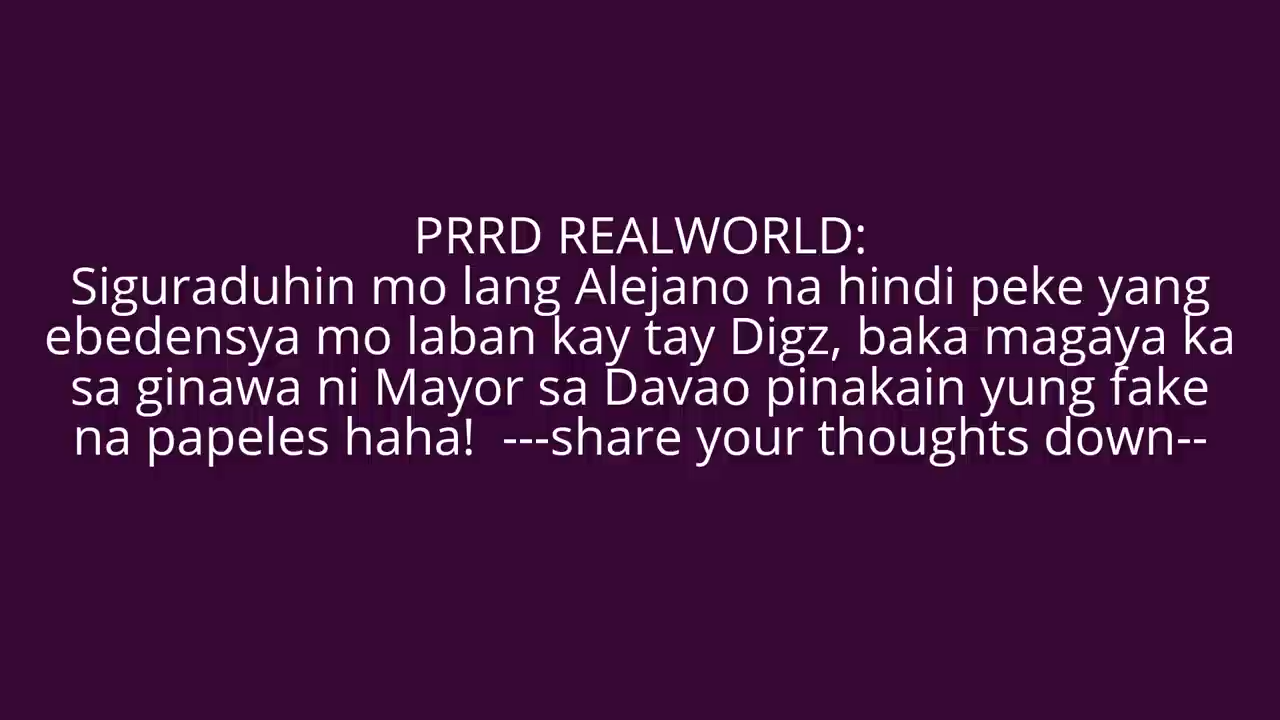 PRRD REALWORLD:
Siguraduhin mo lang Alejano na hindi peke yang
ebedensya mo laban kay tay Digz, baka magaya ka
sa ginawa ni Mayor sa Davao pinakain yung fake
na papeles haha!  ---share your thoughts down--